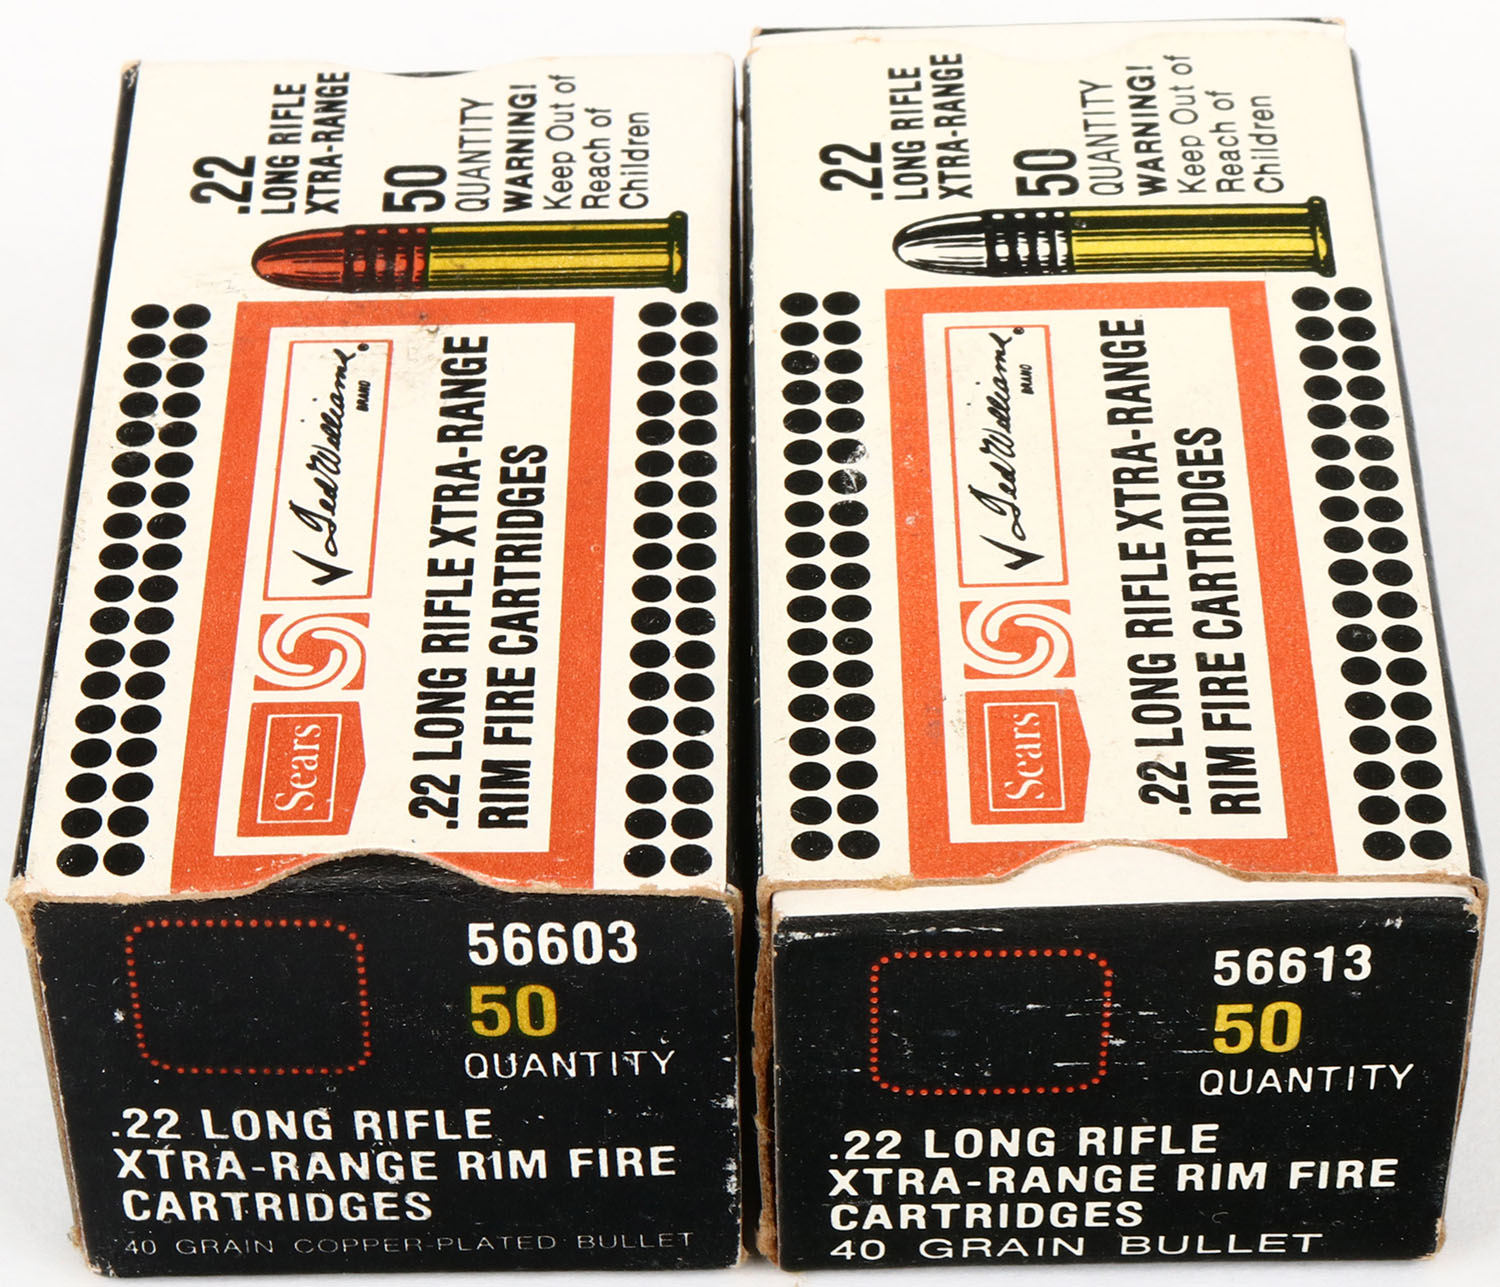 .22
LONG RIFLE
XTRA-RANGE
50
QUANTITY
WARNING!
Keep Out of
Reach of
Children
Sears
Ted Williams
BRAND
.22 LONG RIFLE XTRA-RANGE
RIM FIRE CARTRIDGES
56603
50
QUANTITY
.22 LONG RIFLE
XTRA-RANGE RIM FIRE
CARTRIDGES
40 GRAIN COPPER-PLATED BULLET
.22
LONG RIFLE
XTRA-RANGE
50
QUANTITY
WARNING!
Keep Out of
Reach of
Children
Sears
Ted Williams
BRAND
.22 LONG RIFLE XTRA-RANGE
RIM FIRE CARTRIDGES
56613
50
QUANTITY
.22 LONG RIFLE
XTRA-RANGE RIM FIRE
CARTRIDGES
40 GRAIN BULLET